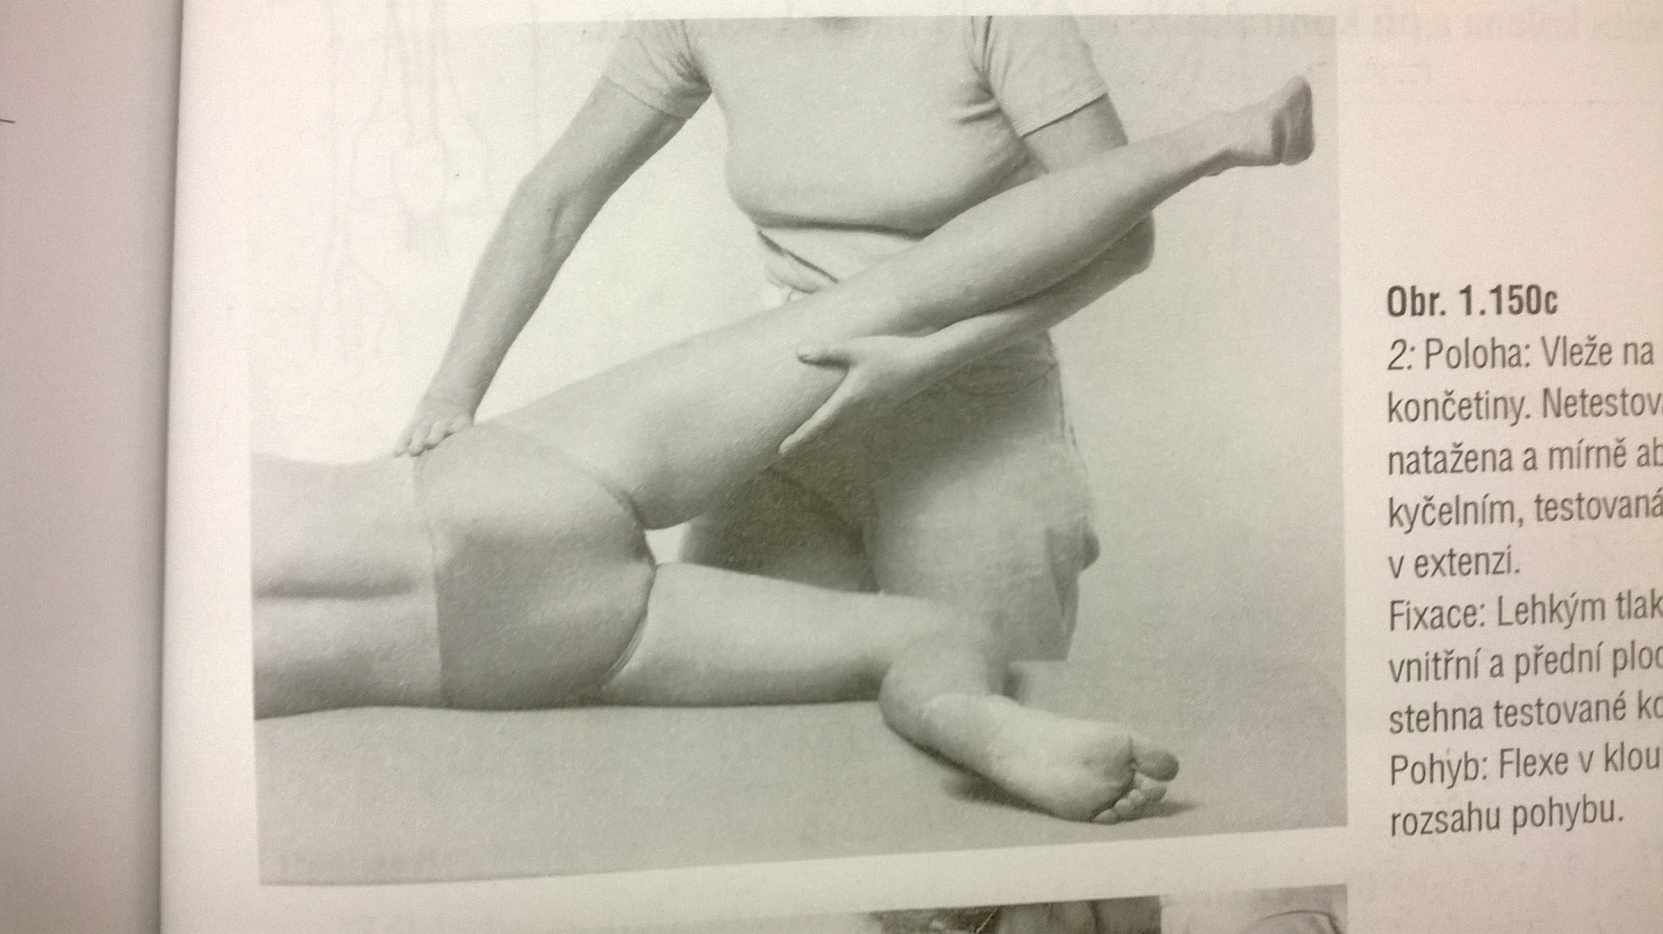 Obr. 1.150c
2: Poloha: Vleže na
končetiny. Netestov
natažena a mírně ab
kyčelním, testovaná
v extenzi.
Fixace: Lehkým tlak
vnitřní a přední ploc
stehna testované ko
Pohyb: Flexe v klou
rozsahu pohybu.